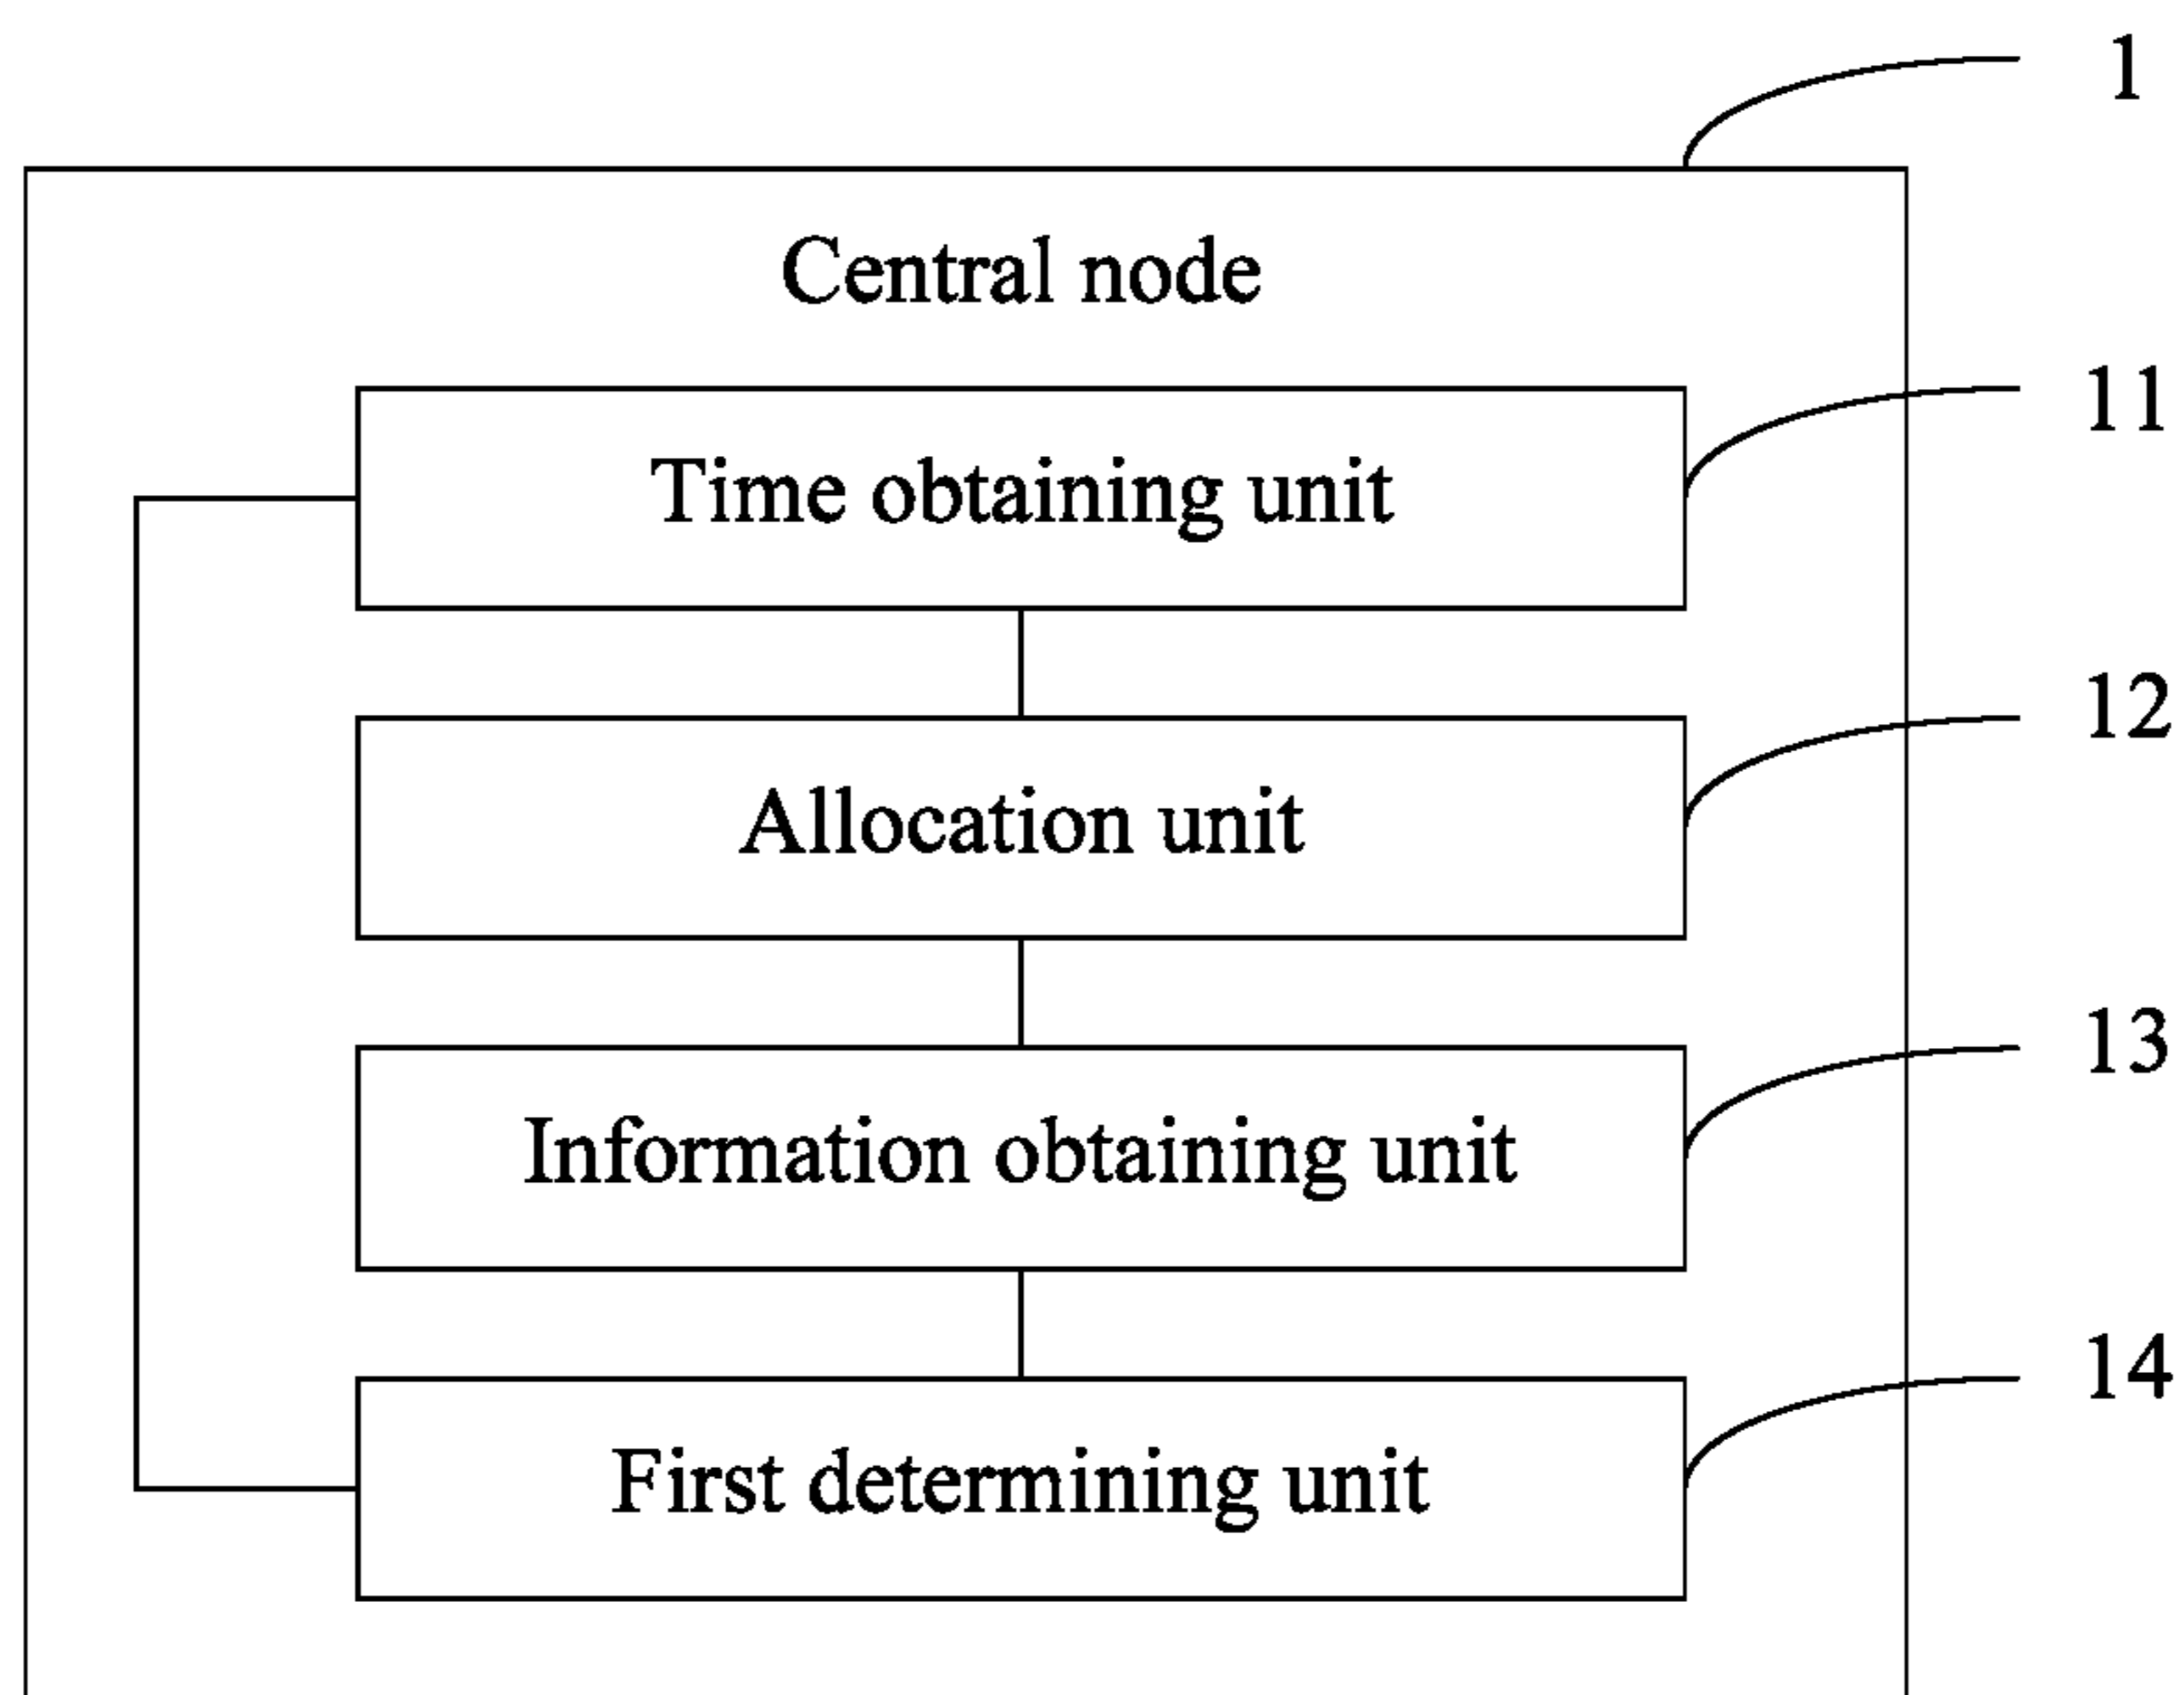 1
Central node
11
Time obtaining unit
12
Allocation unit
13
Information obtaining unit
14
First determining unit